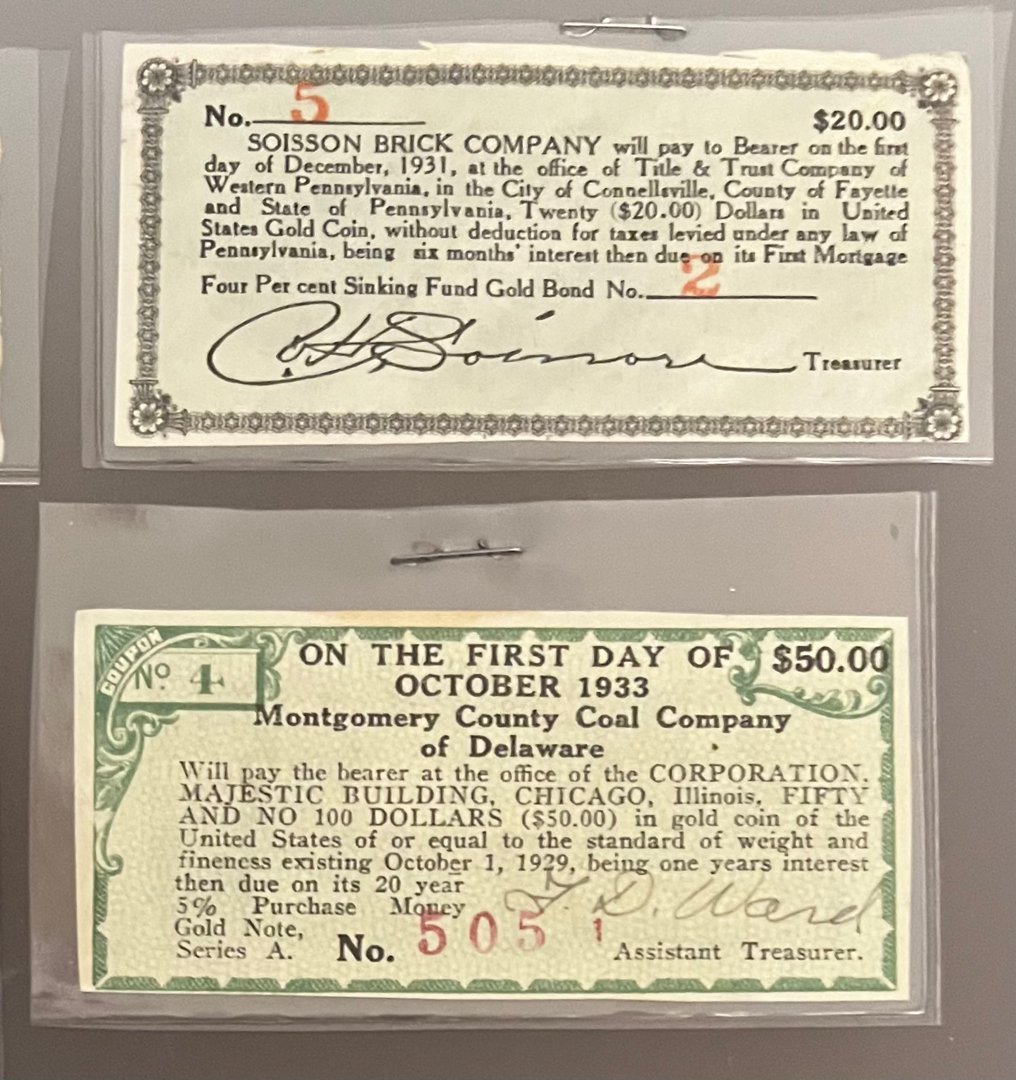 No. 5 $20.00
SOISSON BRICK COMPANY will pay to Bearer on the first
day of December, 1931, at the office of Title & Trust Company of
Western Pennsylvania, in the City of Connellsville, County of Fayette
and State of Pennsylvania, Twenty ($20.00) Dollars in United
States Gold Coin, without deduction for taxes levied under any law of
Pennsylvania, being six months' interest then due on its First Mortgage
Four Per cent Sinking Fund Gold Bond No. 2
Soisson Treasurer
COUPON
No. 4
ON THE FIRST DAY OF $50.00
OCTOBER 1933
Montgomery County Coal Company
of Delaware
Will pay the bearer at the office of the CORPORATION.
MAJESTIC BUILDING, CHICAGO, Illinois, FIFTY
AND NO 100 DOLLARS ($50.00) in gold coin of the
United States of or equal to the standard of weight and
fineness existing October 1, 1929, being one years interest
then due on its 20 year
5% Purchase Money
Gold Note,
Series A. No. 505 1
D. Ward
Assistant Treasurer.